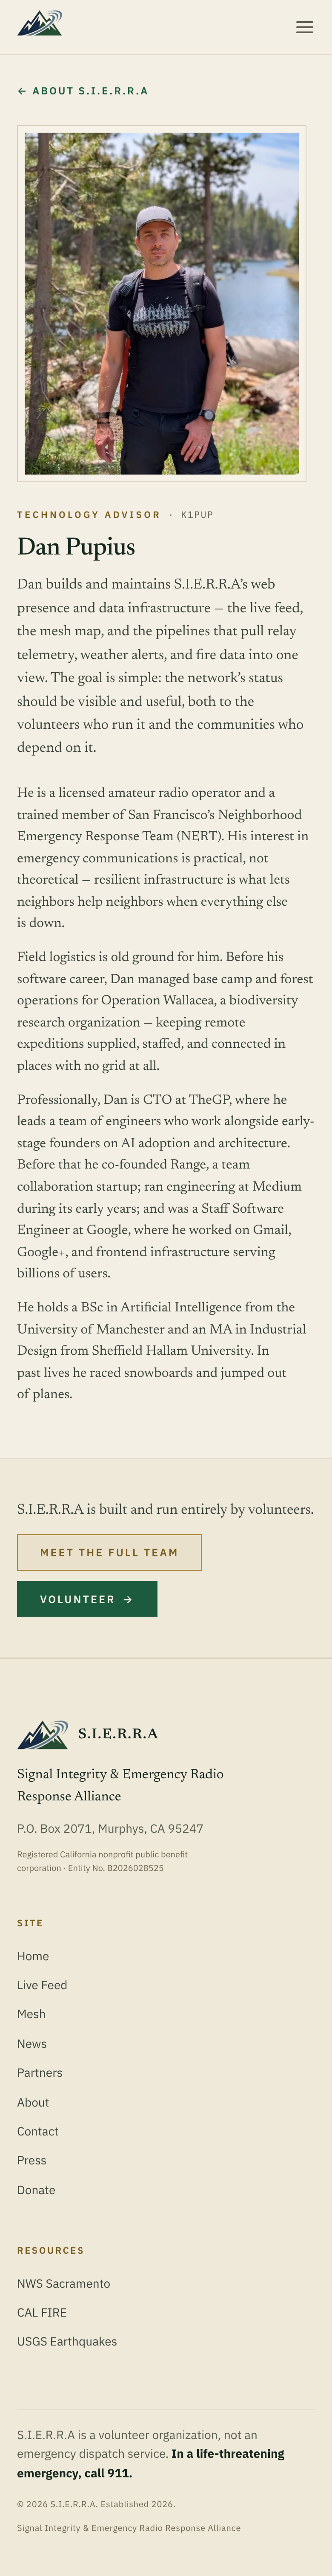 ← ABOUT S.I.E.R.R.A
TECHNOLOGY ADVISOR · K1PUP
Dan Pupius
Dan builds and maintains S.I.E.R.R.A’s web
presence and data infrastructure — the live feed,
the mesh map, and the pipelines that pull relay
telemetry, weather alerts, and fire data into one
view. The goal is simple: the network’s status
should be visible and useful, both to the
volunteers who run it and the communities who
depend on it.
He is a licensed amateur radio operator and a
trained member of San Francisco’s Neighborhood
Emergency Response Team (NERT). His interest in
emergency communications is practical, not
theoretical — resilient infrastructure is what lets
neighbors help neighbors when everything else
is down.
Field logistics is old ground for him. Before his
software career, Dan managed base camp and forest
operations for Operation Wallacea, a biodiversity
research organization — keeping remote
expeditions supplied, staffed, and connected in
places with no grid at all.
Professionally, Dan is CTO at TheGP, where he
leads a team of engineers who work alongside early-
stage founders on AI adoption and architecture.
Before that he co-founded Range, a team
collaboration startup; ran engineering at Medium
during its early years; and was a Staff Software
Engineer at Google, where he worked on Gmail,
Google+, and frontend infrastructure serving
billions of users.
He holds a BSc in Artificial Intelligence from the
University of Manchester and an MA in Industrial
Design from Sheffield Hallam University. In
past lives he raced snowboards and jumped out
of planes.
S.I.E.R.R.A is built and run entirely by volunteers.
MEET THE FULL TEAM
VOLUNTEER →
S.I.E.R.R.A
Signal Integrity & Emergency Radio
Response Alliance
P.O. Box 2071, Murphys, CA 95247
Registered California nonprofit public benefit
corporation · Entity No. B2026028525
SITE
Home
Live Feed
Mesh
News
Partners
About
Contact
Press
Donate
RESOURCES
NWS Sacramento
CAL FIRE
USGS Earthquakes
S.I.E.R.R.A is a volunteer organization, not an
emergency dispatch service. In a life-threatening
emergency, call 911.
© 2026 S.I.E.R.R.A. Established 2026.
Signal Integrity & Emergency Radio Response Alliance